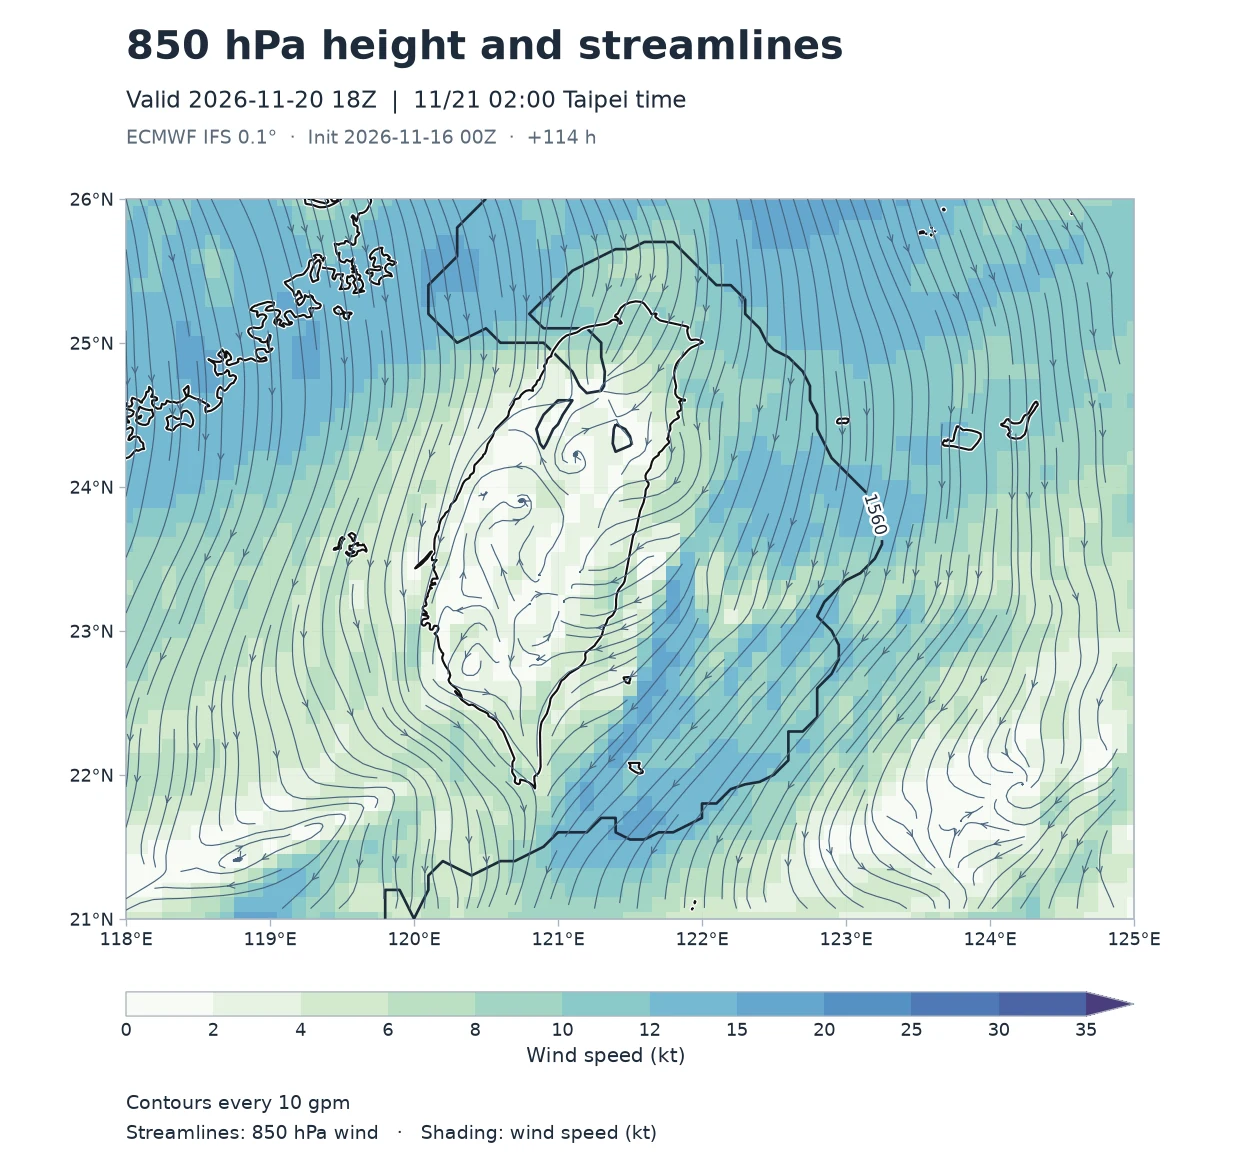 850 hPa height and streamlines
Valid 2026-11-20 18Z | 11/21 02:00 Taipei time
ECMWF IFS 0.1° · Init 2026-11-16 00Z · +114 h
26°N
25°N
24°N
23°N
22°N
21°N
1560
118°E 119°E 120°E 121°E 122°E 123°E 124°E 125°E
0 2 4 6 8 10 12 15 20 25 30 35
Wind speed (kt)
Contours every 10 gpm
Streamlines: 850 hPa wind · Shading: wind speed (kt)